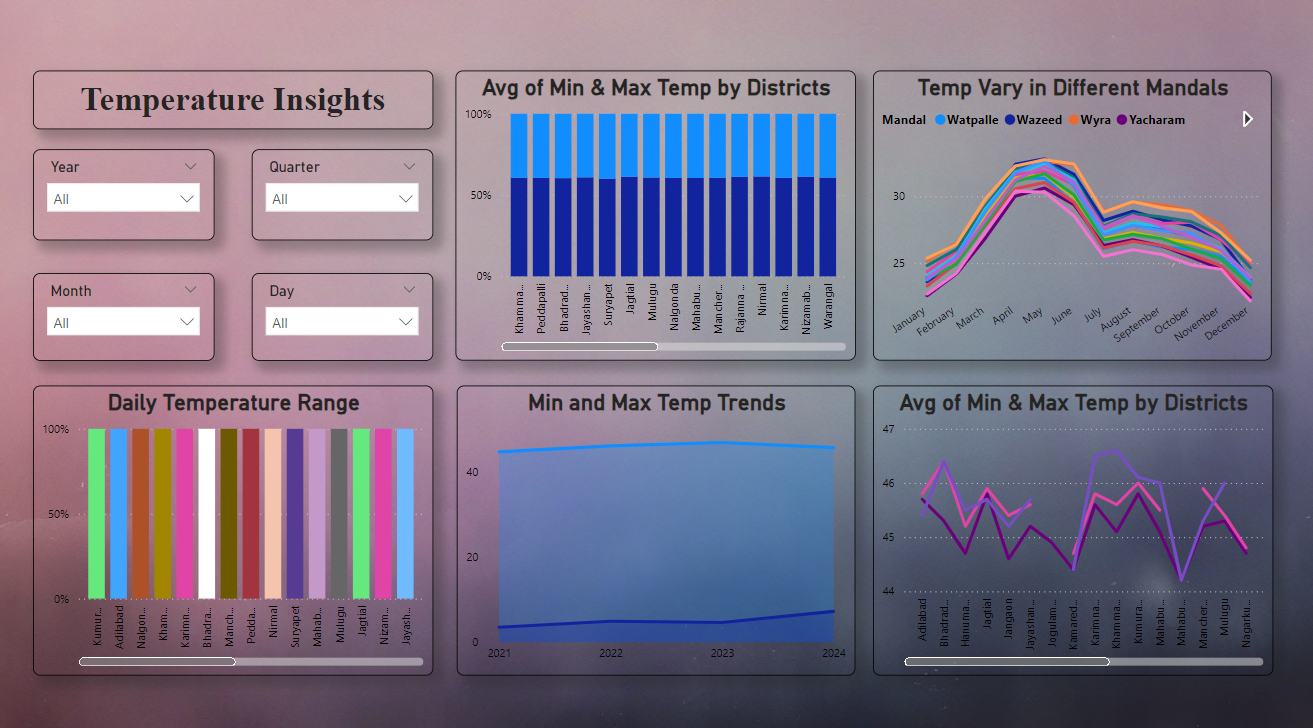 Temperature Insights
Year
All
Quarter
All
Month
All
Day
All
Avg of Min & Max Temp by Districts
100%
50%
0%
Khamma...
Peddapalli
Bhadrad...
Jayashan...
Suryapet
Jagtial
Mulugu
Nalgonda
Mahabu...
Mancher...
Rajanna ...
Nirmal
Karimna...
Nizamab...
Warangal
Temp Vary in Different Mandals
Mandal Watpalle Wazeed Wyra Yacharam
30
25
January
February
March
April
May
June
July
August
September
October
November
December
Daily Temperature Range
100%
50%
0%
Kumur...
Adilabad
Nalgon...
Kham...
Karimn...
Bhadra...
Manch...
Pedda...
Nirmal
Suryapet
Mahab...
Mulugu
Jagtial
Nizam...
Jayash...
Min and Max Temp Trends
40
20
0
2021 2022 2023 2024
Avg of Min & Max Temp by Districts
47
46
45
44
Adilabad
Bhadrad...
Hanuma...
Jagtial
Jangaon
Jayashan...
Jogulam...
Kamared...
Karimna...
Khamma...
Kumura...
Mahabu...
Mahabu...
Mancher...
Mulugu
Nagarku...